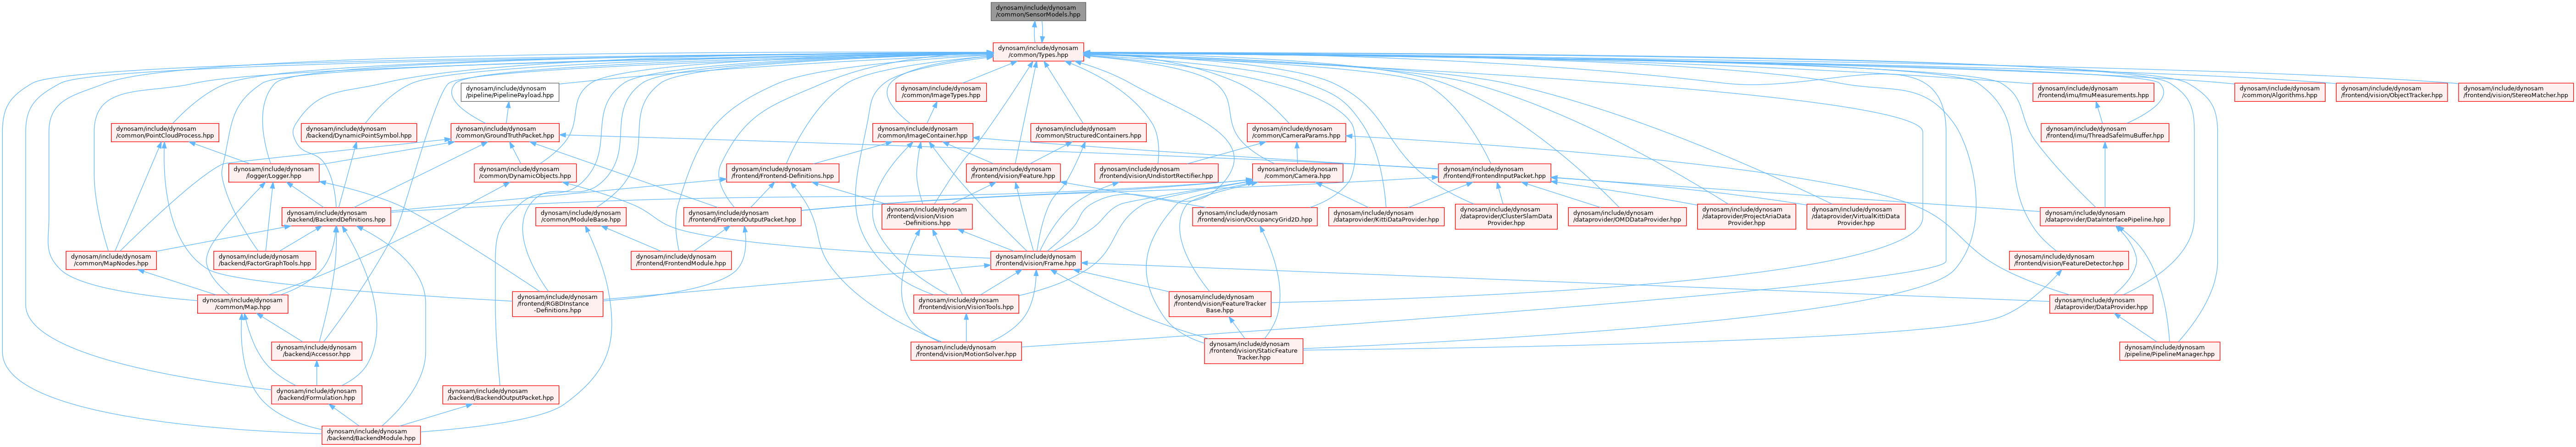 dynosam/include/dynosam
/common/SensorModels.hpp
dynosam/include/dynosam
/common/Types.hpp
dynosam/include/dynosam
/pipeline/PipelinePayload.hpp
dynosam/include/dynosam
/common/ImageTypes.hpp
dynosam/include/dynosam
/frontend/imu/ImuMeasurements.hpp
dynosam/include/dynosam
/common/Algorithms.hpp
dynosam/include/dynosam
/frontend/vision/ObjectTracker.hpp
dynosam/include/dynosam
/frontend/vision/StereoMatcher.hpp
dynosam/include/dynosam
/common/PointCloudProcess.hpp
dynosam/include/dynosam
/backend/DynamicPointSymbol.hpp
dynosam/include/dynosam
/common/GroundTruthPacket.hpp
dynosam/include/dynosam
/common/ImageContainer.hpp
dynosam/include/dynosam
/common/StructuredContainers.hpp
dynosam/include/dynosam
/common/CameraParams.hpp
dynosam/include/dynosam
/frontend/imu/ThreadSafeImuBuffer.hpp
dynosam/include/dynosam
/logger/Logger.hpp
dynosam/include/dynosam
/common/DynamicObjects.hpp
dynosam/include/dynosam
/frontend/Frontend-Definitions.hpp
dynosam/include/dynosam
/frontend/vision/Feature.hpp
dynosam/include/dynosam
/frontend/vision/UndistortRectifier.hpp
dynosam/include/dynosam
/common/Camera.hpp
dynosam/include/dynosam
/frontend/FrontendInputPacket.hpp
dynosam/include/dynosam
/backend/BackendDefinitions.hpp
dynosam/include/dynosam
/common/ModuleBase.hpp
dynosam/include/dynosam
/frontend/FrontendOutputPacket.hpp
dynosam/include/dynosam
/frontend/vision/Vision
-Definitions.hpp
dynosam/include/dynosam
/frontend/vision/OccupancyGrid2D.hpp
dynosam/include/dynosam
/dataprovider/KittiDataProvider.hpp
dynosam/include/dynosam
/dataprovider/ClusterSlamData
Provider.hpp
dynosam/include/dynosam
/dataprovider/OMDDataProvider.hpp
dynosam/include/dynosam
/dataprovider/ProjectAriaData
Provider.hpp
dynosam/include/dynosam
/dataprovider/VirtualKittiData
Provider.hpp
dynosam/include/dynosam
/dataprovider/DataInterfacePipeline.hpp
dynosam/include/dynosam
/common/MapNodes.hpp
dynosam/include/dynosam
/backend/FactorGraphTools.hpp
dynosam/include/dynosam
/frontend/FrontendModule.hpp
dynosam/include/dynosam
/frontend/vision/Frame.hpp
dynosam/include/dynosam
/frontend/vision/FeatureDetector.hpp
dynosam/include/dynosam
/common/Map.hpp
dynosam/include/dynosam
/frontend/RGBDInstance
-Definitions.hpp
dynosam/include/dynosam
/frontend/vision/VisionTools.hpp
dynosam/include/dynosam
/frontend/vision/FeatureTracker
Base.hpp
dynosam/include/dynosam
/dataprovider/DataProvider.hpp
dynosam/include/dynosam
/backend/Accessor.hpp
dynosam/include/dynosam
/frontend/vision/MotionSolver.hpp
dynosam/include/dynosam
/frontend/vision/StaticFeature
Tracker.hpp
dynosam/include/dynosam
/pipeline/PipelineManager.hpp
dynosam/include/dynosam
/backend/Formulation.hpp
dynosam/include/dynosam
/backend/BackendOutputPacket.hpp
dynosam/include/dynosam
/backend/BackendModule.hpp